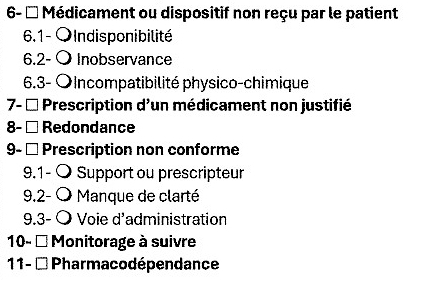 6- ☐ Médicament ou dispositif non reçu par le patient
6.1- ○Indisponibilité
6.2- ○ Inobservance
6.3- ○Incompatibilité physico-chimique
7- ☐ Prescription d'un médicament non justifié
8- ☐ Redondance
9- ☐ Prescription non conforme
9.1- ○ Support ou prescripteur
9.2- ○ Manque de clarté
9.3- ○ Voie d'administration
10- ☐ Monitorage à suivre
11- ☐ Pharmacodépendance